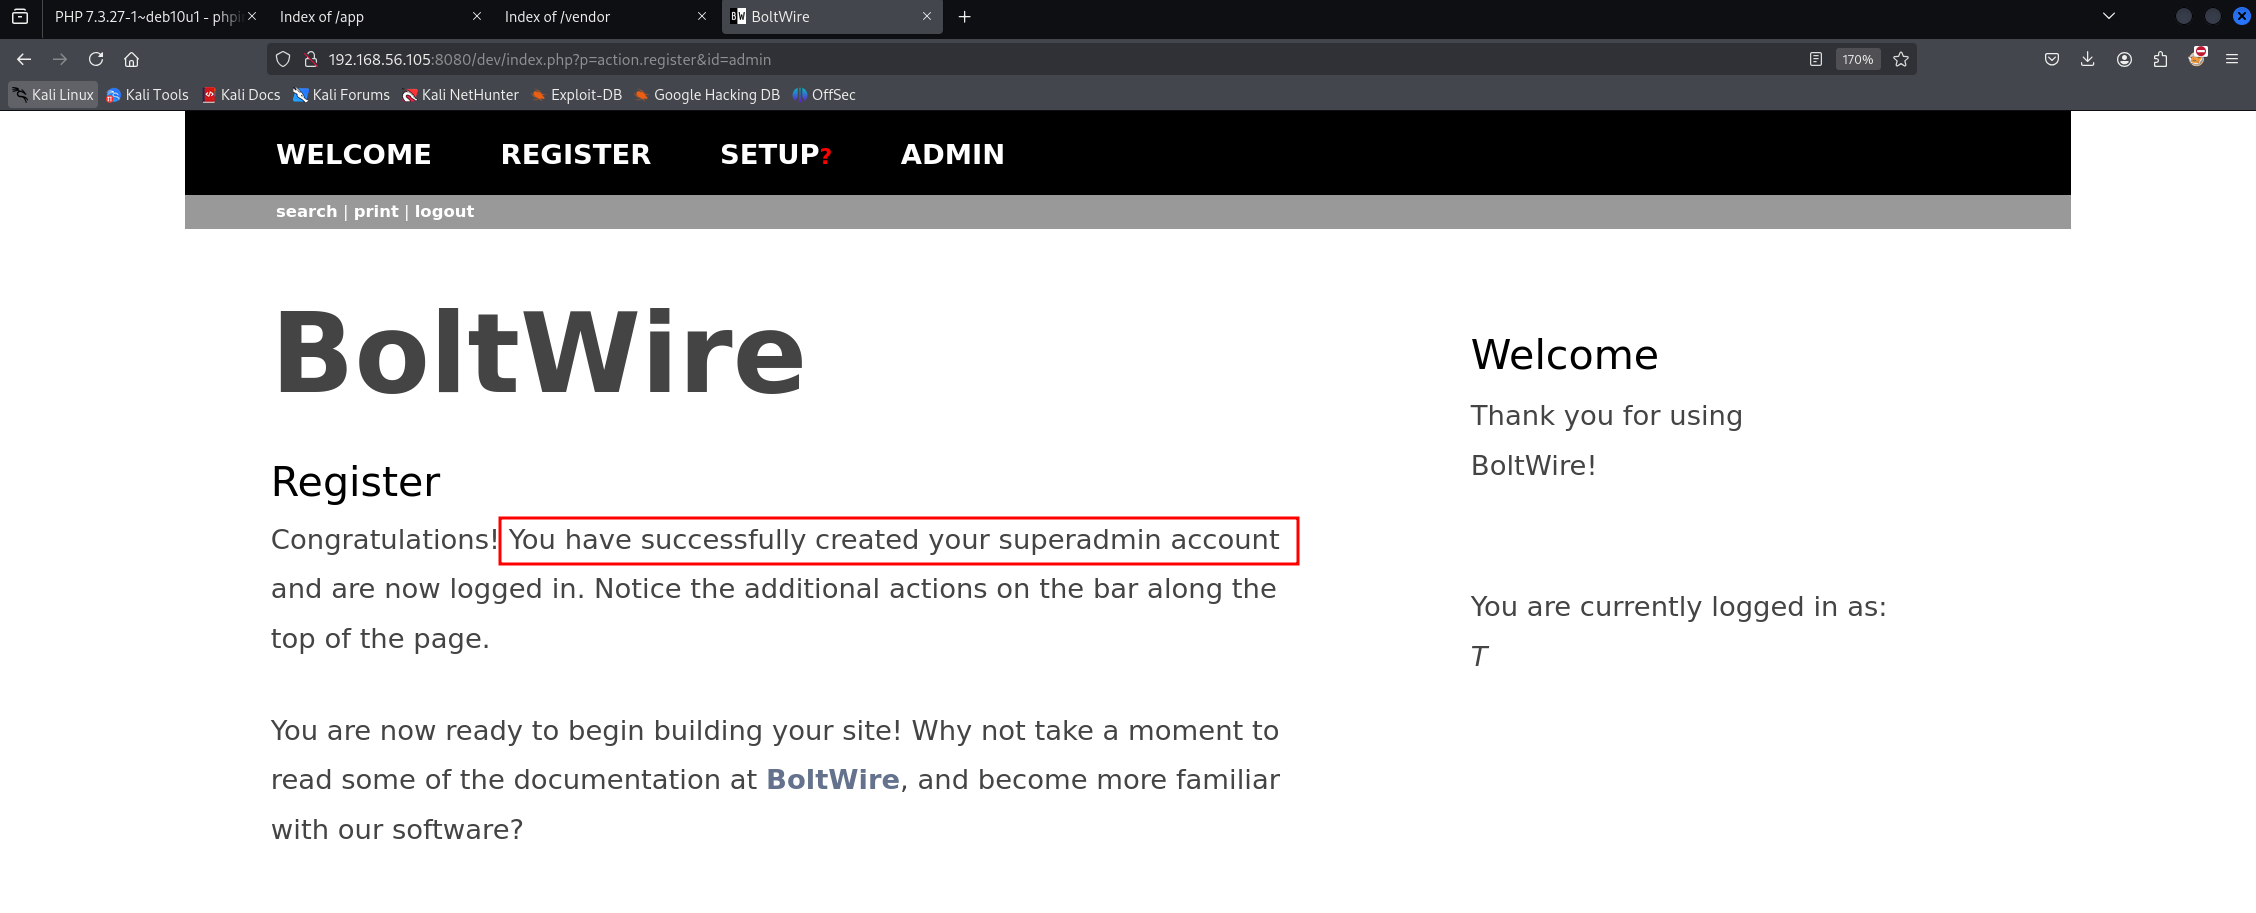 PHP 7.3.27-1~deb10u1 - phpi
Index of /app
Index of /vendor
BoltWire
192.168.56.105:8080/dev/index.php?p=action.register&id=admin
170%
Kali Linux
Kali Tools
Kali Docs
Kali Forums
Kali NetHunter
Exploit-DB
Google Hacking DB
OffSec
WELCOME
REGISTER
SETUP?
ADMIN
search | print | logout
BoltWire
Register
Congratulations! You have successfully created your superadmin account
and are now logged in. Notice the additional actions on the bar along the
top of the page.
You are now ready to begin building your site! Why not take a moment to
read some of the documentation at BoltWire, and become more familiar
with our software?
Welcome
Thank you for using
BoltWire!
You are currently logged in as:
T